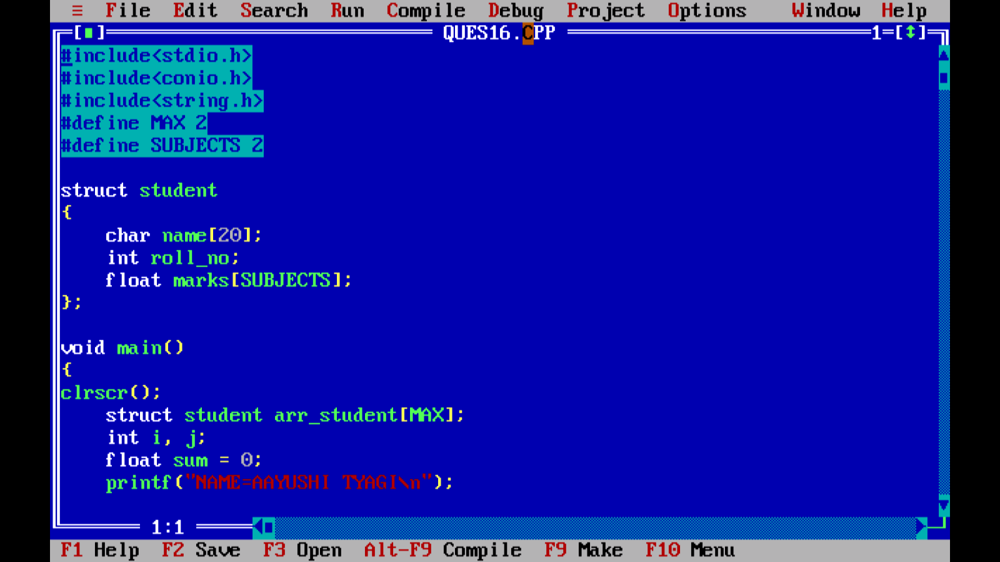 ≡ File Edit Search Run Compile Debug Project Options Window Help
[■] QUES16.CPP 1=[↕]
#include<stdio.h>
#include<conio.h>
#include<string.h>
#define MAX 2
#define SUBJECTS 2
struct student
{
    char name[20];
    int roll_no;
    float marks[SUBJECTS];
};
void main()
{
clrscr();
    struct student arr_student[MAX];
    int i, j;
    float sum = 0;
    printf("NAME=AAYUSHI TYAGI\n");
1:1
F1 Help F2 Save F3 Open Alt-F9 Compile F9 Make F10 Menu